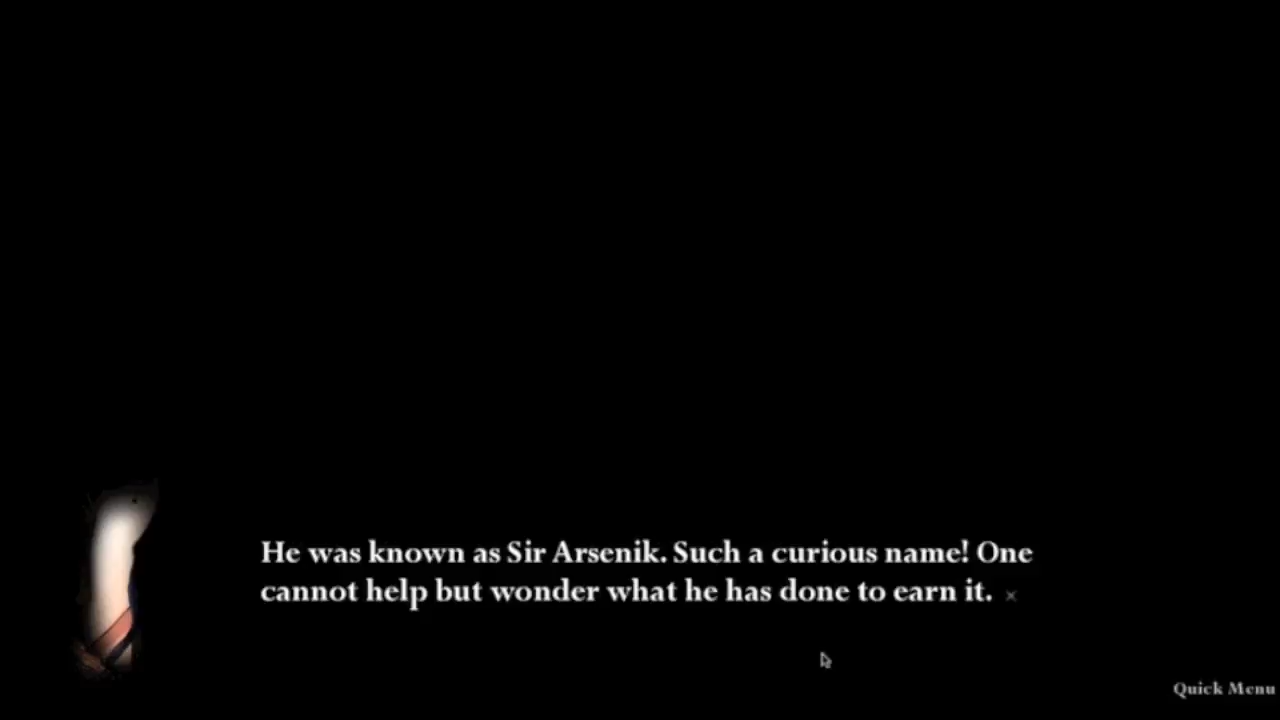 He was known as Sir Arsenik. Such a curious name! One
cannot help but wonder what he has done to earn it.
Quick Menu